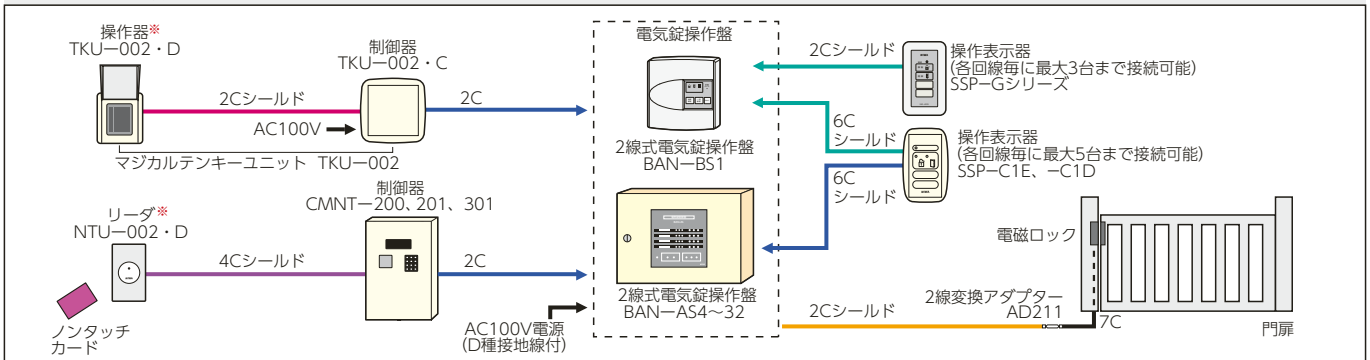 操作器※
TKU－002・D
2Cシールド
制御器
TKU－002・C
AC100V
マジカルテンキーユニット TKU－002
2C
リーダ※
NTU－002・D
ノンタッチ
カード
4Cシールド
制御器
CMNT－200、201、301
2C
電気錠操作盤
2線式電気錠操作盤
BAN－BS1
2線式電気錠操作盤
BAN－AS4～32
AC100V電源
(D種接地線付)
2Cシールド
操作表示器
(各回線毎に最大3台まで接続可能)
SSP－Gシリーズ
6C
シールド
6C
シールド
操作表示器
(各回線毎に最大5台まで接続可能)
SSP－C1E、－C1D
電磁ロック
2Cシールド
2線変換アダプター
AD211
7C
門扉